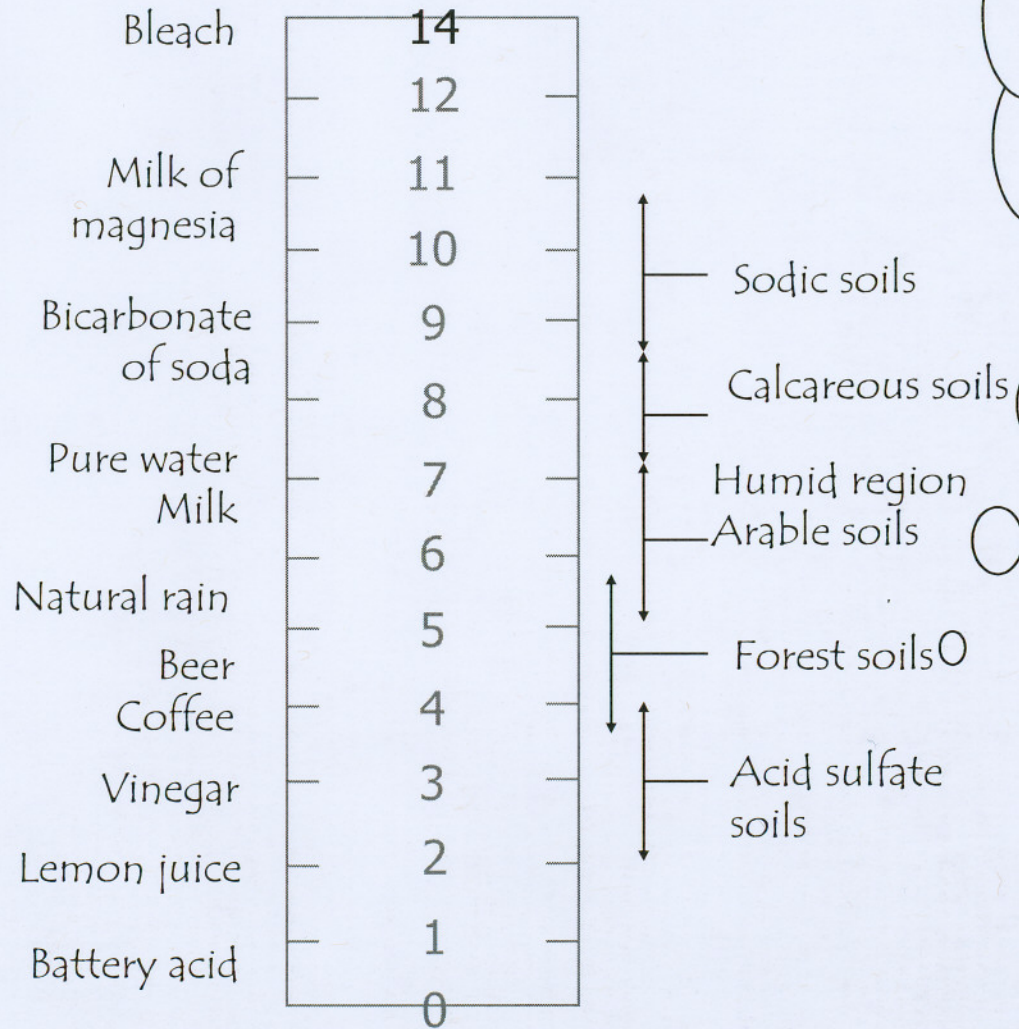 Bleach
14
12
Milk of
magnesia
11
10
Sodic soils
Bicarbonate
of soda
9
8
Calcareous soils
Pure water
Milk
7
Humid region
Arable soils
6
Natural rain
5
Forest soils
Beer
Coffee
4
Vinegar
3
Acid sulfate
soils
Lemon juice
2
1
Battery acid
0